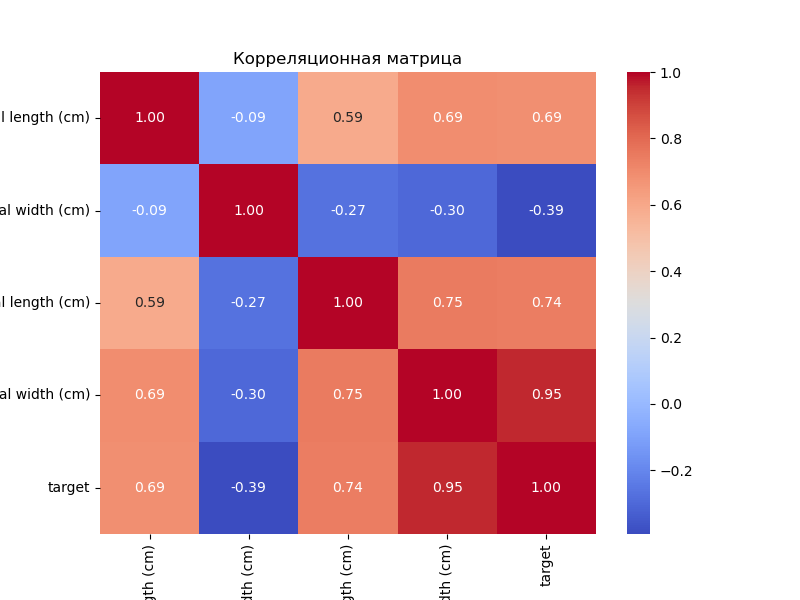 Корреляционная матрица
l length (cm) 1.00 -0.09 0.59 0.69 0.69
al width (cm) -0.09 1.00 -0.27 -0.30 -0.39
l length (cm) 0.59 -0.27 1.00 0.75 0.74
al width (cm) 0.69 -0.30 0.75 1.00 0.95
target 0.69 -0.39 0.74 0.95 1.00
gth (cm) dth (cm) gth (cm) dth (cm) target
1.0
0.8
0.6
0.4
0.2
0.0
−0.2